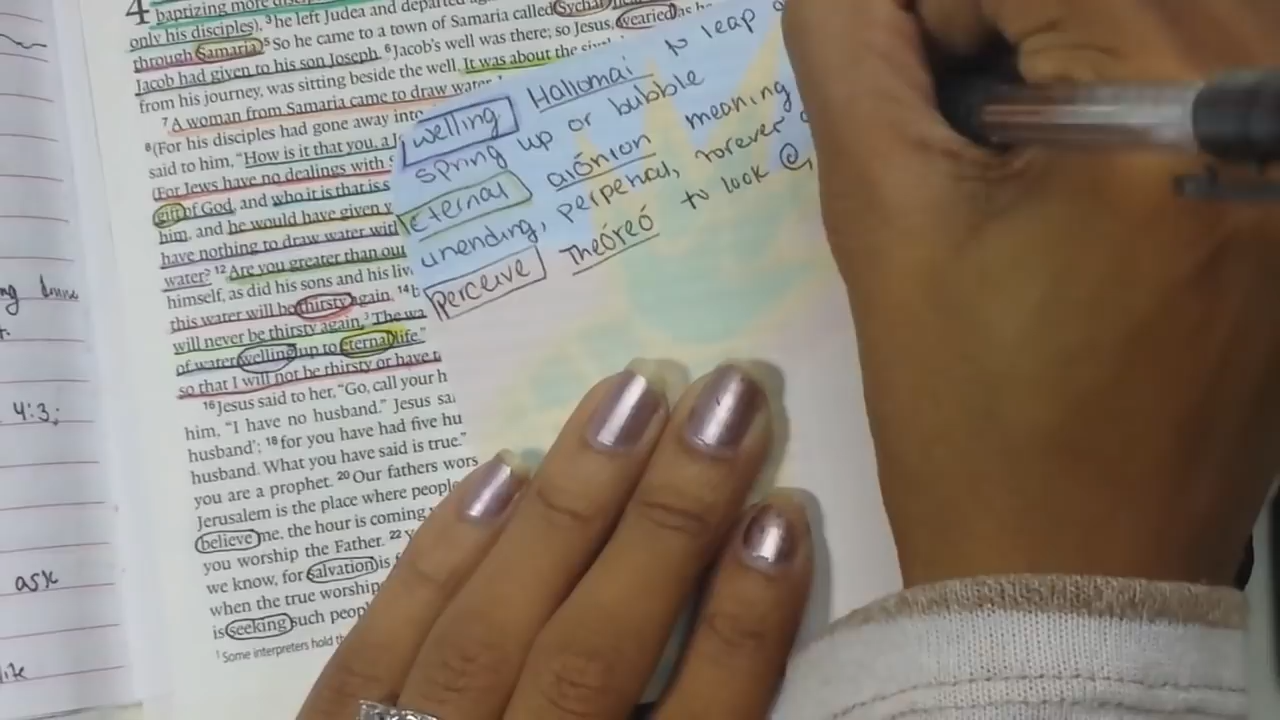 4 baptizing more
only his disciples), 3 he left Judea and departed
through Samaria. 5 So he came to a town of Samaria called Sychar
Jacob had given to his son Joseph. 6 Jacob's well was there; so Jesus, wearied as he
from his journey, was sitting beside the well. It was about the
7 A woman from Samaria came to draw water.
8 (For his disciples had gone away into
said to him, "How is it that you, a J
(For Jews have no dealings with
gift of God, and who it is that is s
him, and he would have given y
have nothing to draw water with
water? 12 Are you greater than our
himself, as did his sons and his liv
this water will be thirsty again, 14 b
will never be thirsty again. 3 The wa
of water welling up to eternal life."
so that I will not be thirsty or have t
16 Jesus said to her, "Go, call your h
him, "I have no husband." Jesus sai
husband'; 18 for you have had five hu
husband. What you have said is true."
you are a prophet. 20 Our fathers wors
Jerusalem is the place where people
believe me, the hour is coming
you worship the Father. 22 Y
we know, for salvation is
when the true worship
is seeking such peop
1 Some interpreters hold th
welling Hallomai to leap
spring up or bubble
eternal aiónion meaning
unending, perpetual, forever
perceive Theóreó to look @,
4:3;
ask